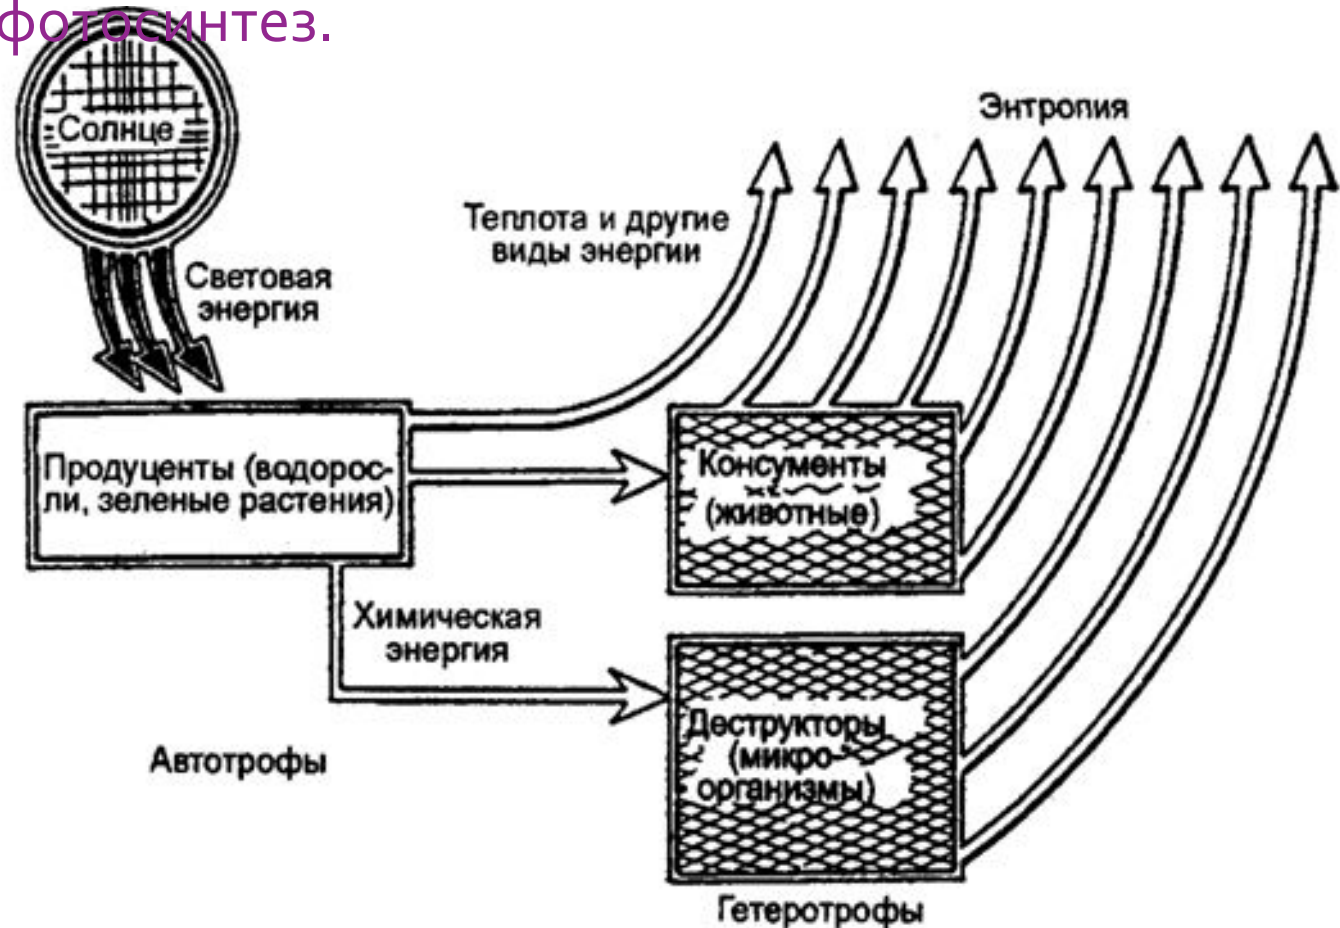 фотосинтез.
Солнце
Световая
энергия
Энтропия
Теплота и другие
виды энергии
Продуценты (водорос-
ли, зеленые растения)
Консументы
(животные)
Химическая
энергия
Деструкторы
(микро-
организмы)
Автотрофы
Гетеротрофы